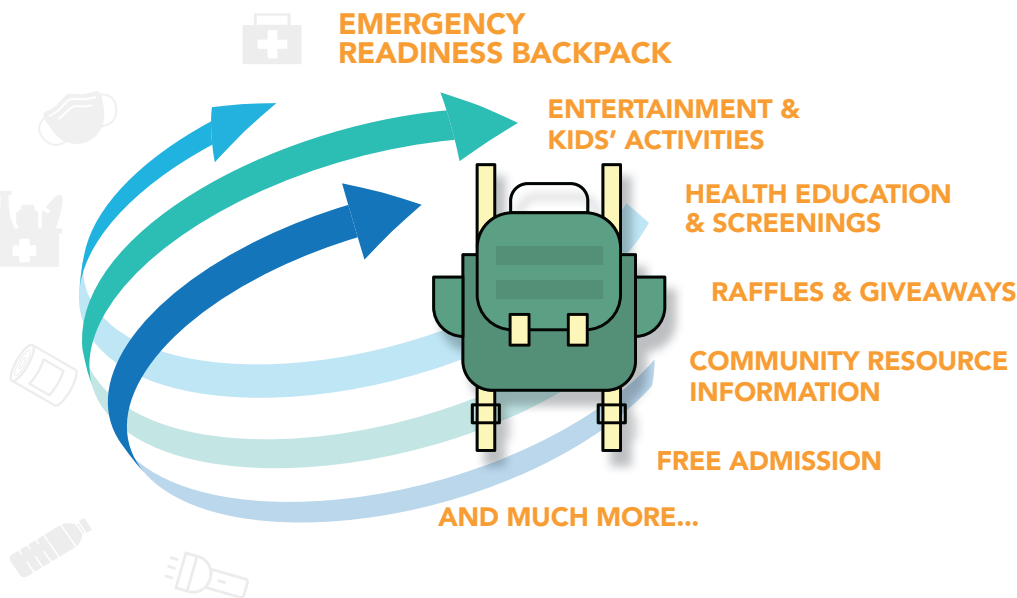 EMERGENCY
READINESS BACKPACK
ENTERTAINMENT &
KIDS’ ACTIVITIES
HEALTH EDUCATION
& SCREENINGS
RAFFLES & GIVEAWAYS
COMMUNITY RESOURCE
INFORMATION
FREE ADMISSION
AND MUCH MORE...